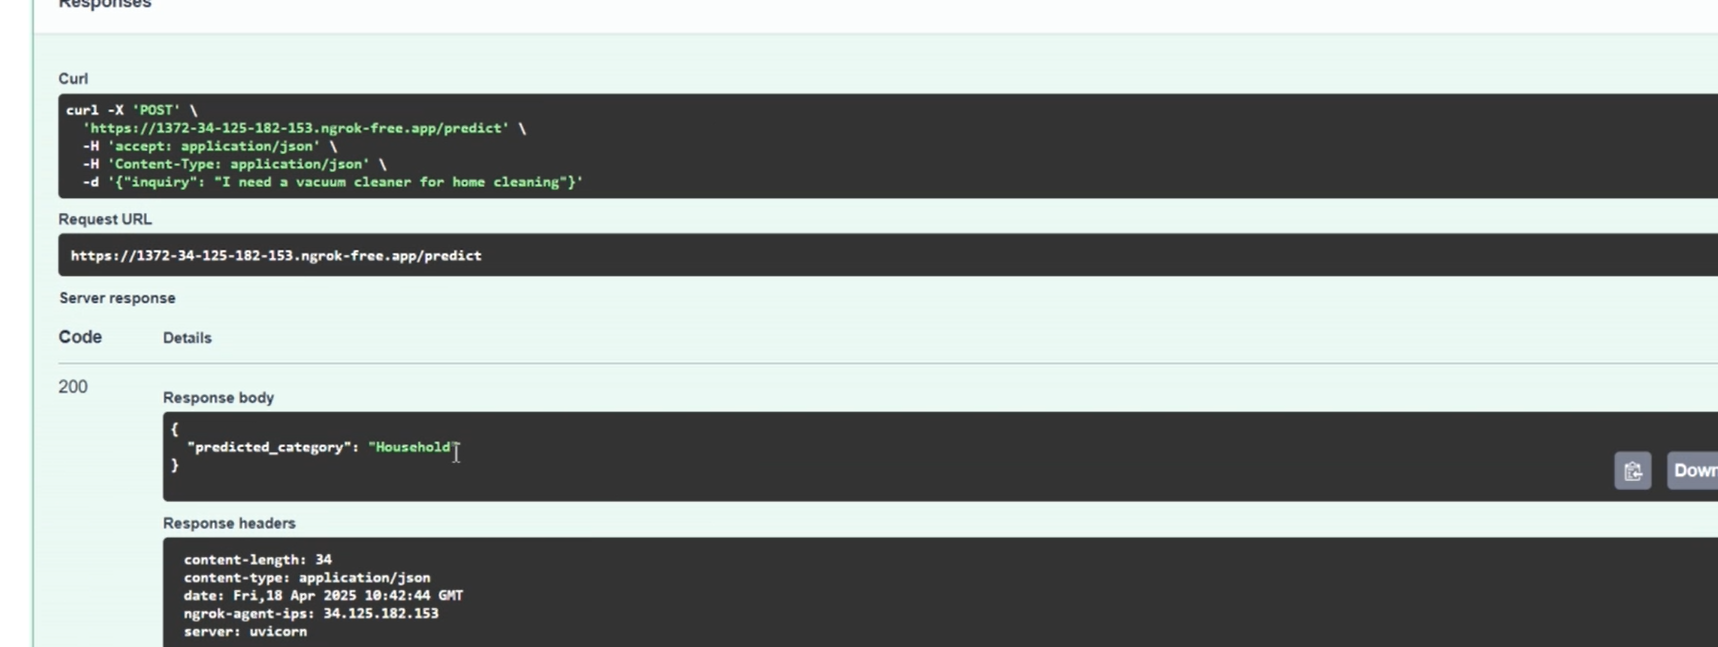 Responses
Curl
curl -X 'POST' \
'https://1372-34-125-182-153.ngrok-free.app/predict' \
-H 'accept: application/json' \
-H 'Content-Type: application/json' \
-d '{"inquiry": "I need a vacuum cleaner for home cleaning"}'
Request URL
https://1372-34-125-182-153.ngrok-free.app/predict
Server response
Code Details
200
Response body
{
"predicted_category": "Household"
}
Down
Response headers
content-length: 34
content-type: application/json
date: Fri,18 Apr 2025 10:42:44 GMT
ngrok-agent-ips: 34.125.182.153
server: uvicorn